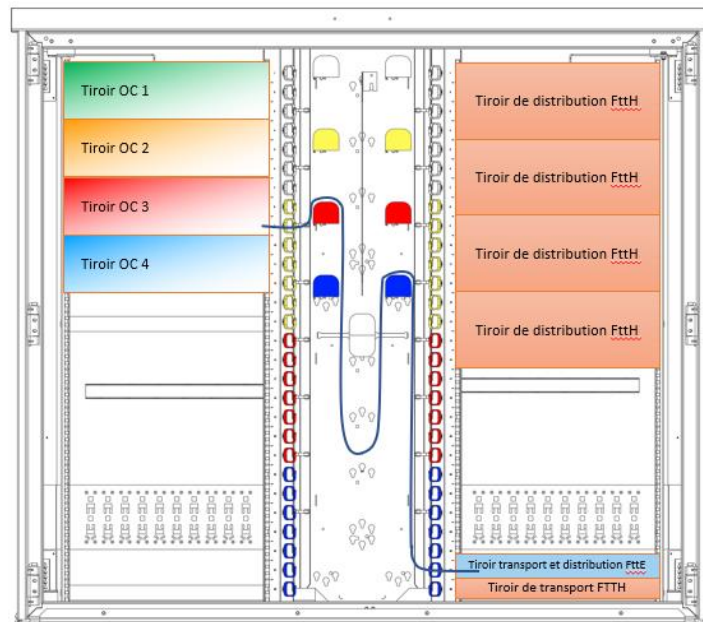 Tiroir OC 1
Tiroir OC 2
Tiroir OC 3
Tiroir OC 4
Tiroir de distribution FttH
Tiroir de distribution FttH
Tiroir de distribution FttH
Tiroir de distribution FttH
Tiroir transport et distribution FttE
Tiroir de transport FTTH